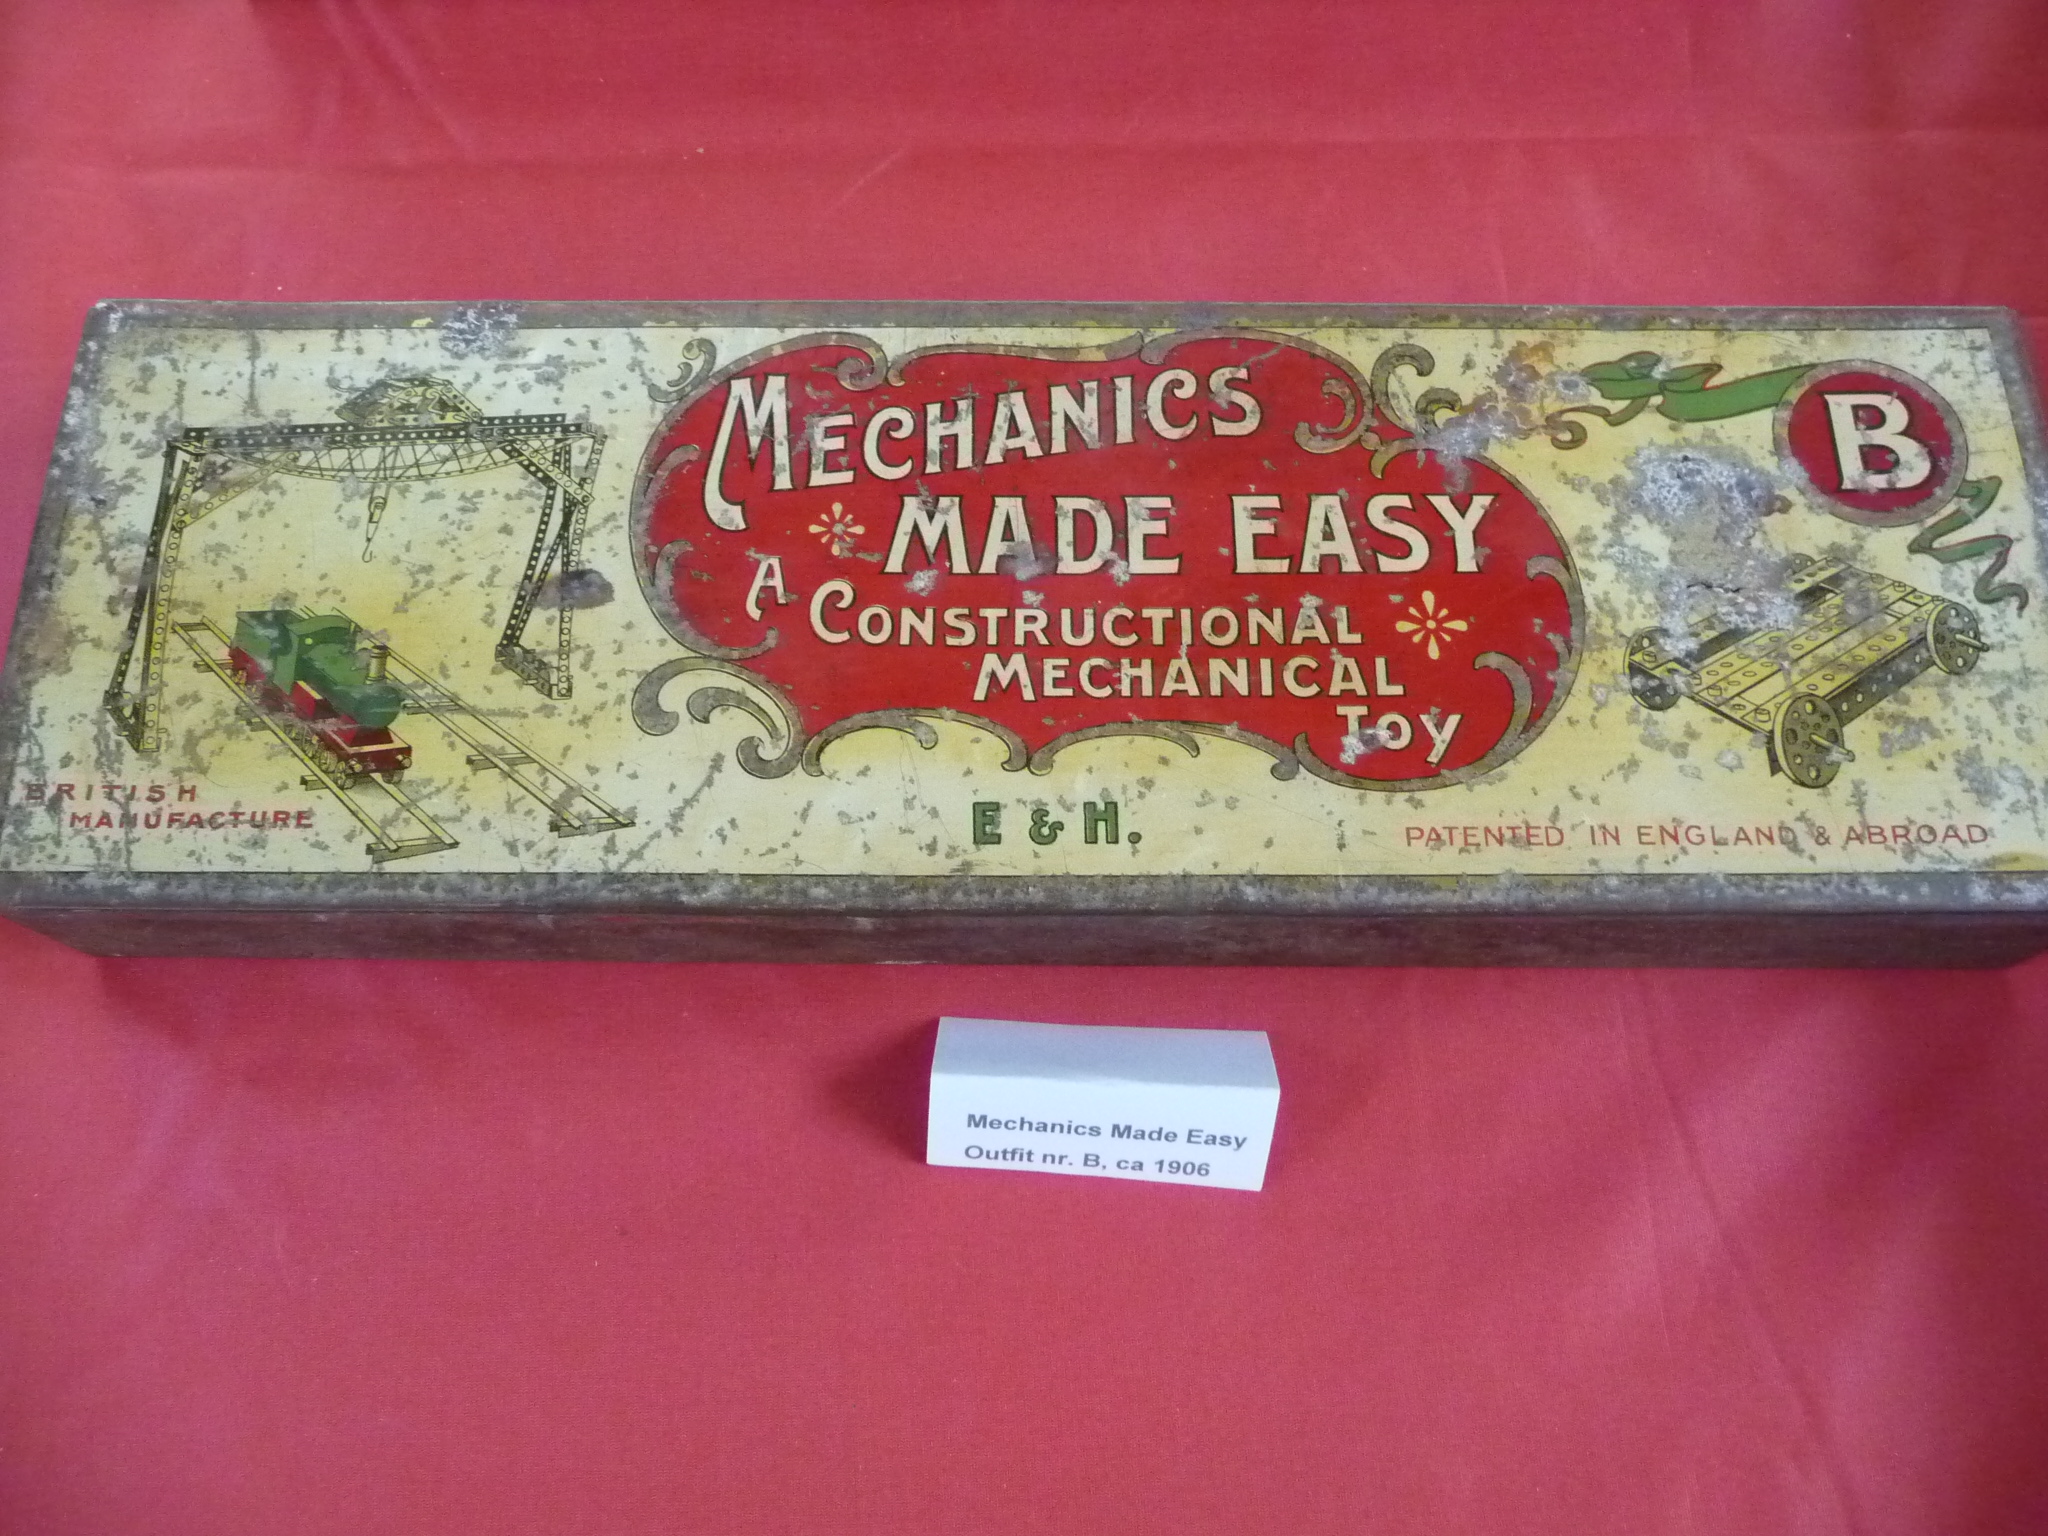 MECHANICS
MADE EASY
A CONSTRUCTIONAL
MECHANICAL
TOY
B
BRITISH
MANUFACTURE
E & H.
PATENTED IN ENGLAND & ABROAD
Mechanics Made Easy
Outfit nr. B, ca 1906